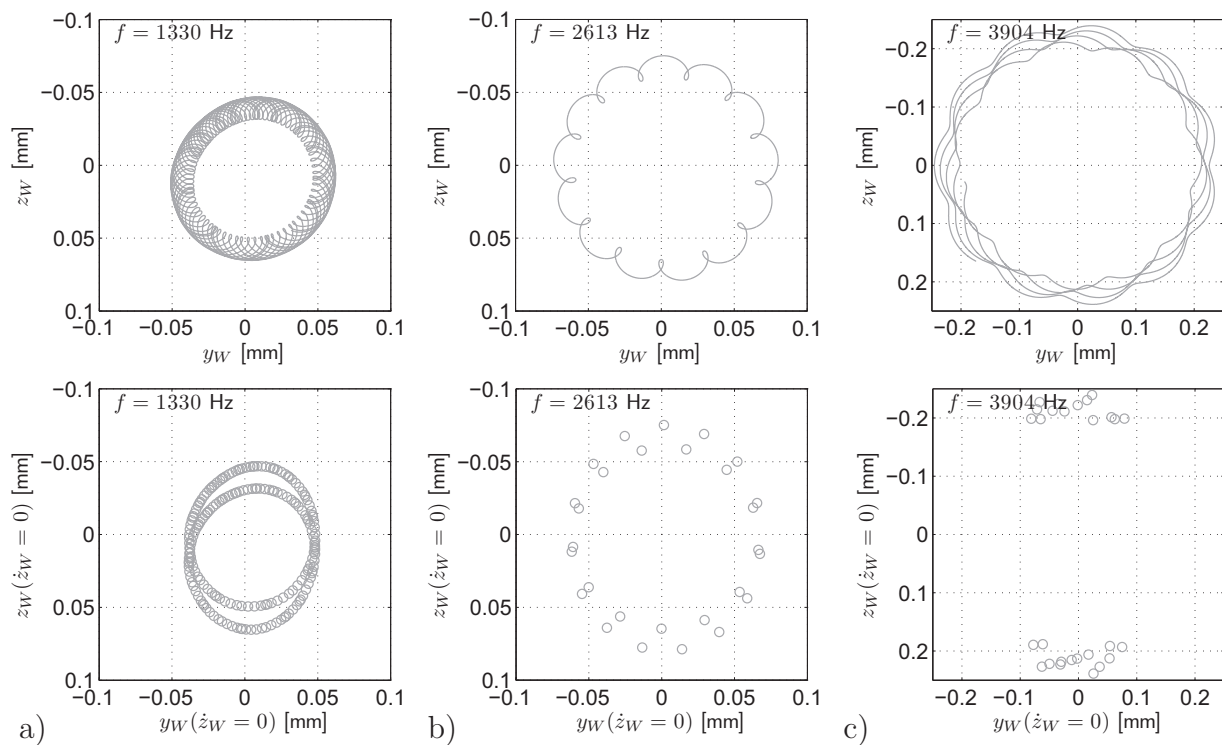 f = 1330 Hz
−0.1
−0.05
0
0.05
0.1
z_W [mm]
−0.1 −0.05 0 0.05 0.1
y_W [mm]
f = 2613 Hz
−0.1
−0.05
0
0.05
0.1
z_W [mm]
−0.1 −0.05 0 0.05 0.1
y_W [mm]
f = 3904 Hz
−0.2
−0.1
0
0.1
0.2
z_W [mm]
−0.2 −0.1 0 0.1 0.2
y_W [mm]
f = 1330 Hz
−0.1
−0.05
0
0.05
0.1
z_W(ż_W = 0) [mm]
−0.1 −0.05 0 0.05 0.1
y_W(ż_W = 0) [mm]
a)
f = 2613 Hz
−0.1
−0.05
0
0.05
0.1
z_W(ż_W = 0) [mm]
−0.1 −0.05 0 0.05 0.1
y_W(ż_W = 0) [mm]
b)
f = 3904 Hz
−0.2
−0.1
0
0.1
0.2
z_W(ż_W = 0) [mm]
−0.2 −0.1 0 0.1 0.2
y_W(ż_W = 0) [mm]
c)